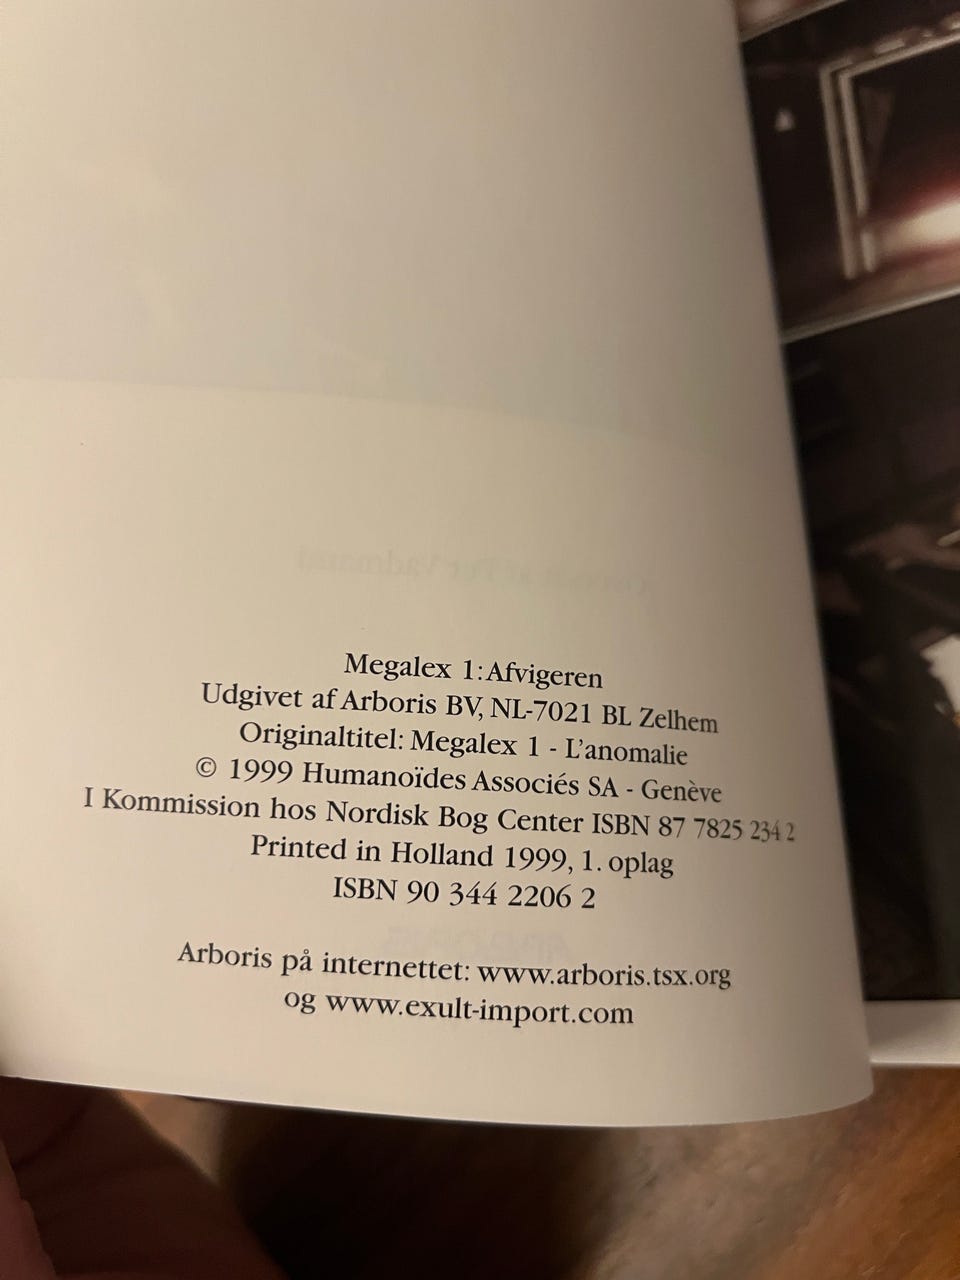 Megalex 1: Afvigeren
Udgivet af Arboris BV, NL-7021 BL Zelhem
Originaltitel: Megalex 1 - L'anomalie
© 1999 Humanoïdes Associés SA - Genève
I Kommission hos Nordisk Bog Center ISBN 87 7825 234 2
Printed in Holland 1999, 1. oplag
ISBN 90 344 2206 2
Arboris på internettet: www.arboris.tsx.org
og www.exult-import.com